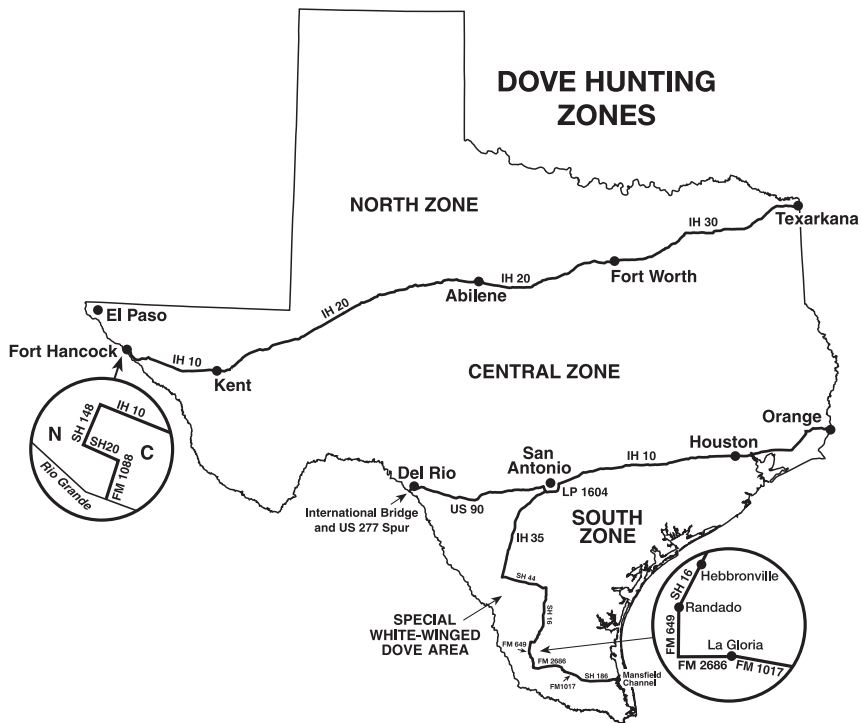 DOVE HUNTING
ZONES
NORTH ZONE
Texarkana
IH 30
Fort Worth
IH 20
Abilene
IH 20
El Paso
Fort Hancock
IH 10
Kent
CENTRAL ZONE
SH 148
IH 10
N
SH20
C
FM 1088
Rio Grande
Orange
Houston
IH 10
San
Antonio
LP 1604
Del Rio
US 90
International Bridge
and US 277 Spur
SOUTH
ZONE
IH 35
SH 44
SH 16
SPECIAL
WHITE-WINGED
DOVE AREA
FM 649
FM 2686
FM1017
SH 186
Mansfield
Channel
SH 16
Hebbronville
Randado
FM 649
La Gloria
FM 2686
FM 1017